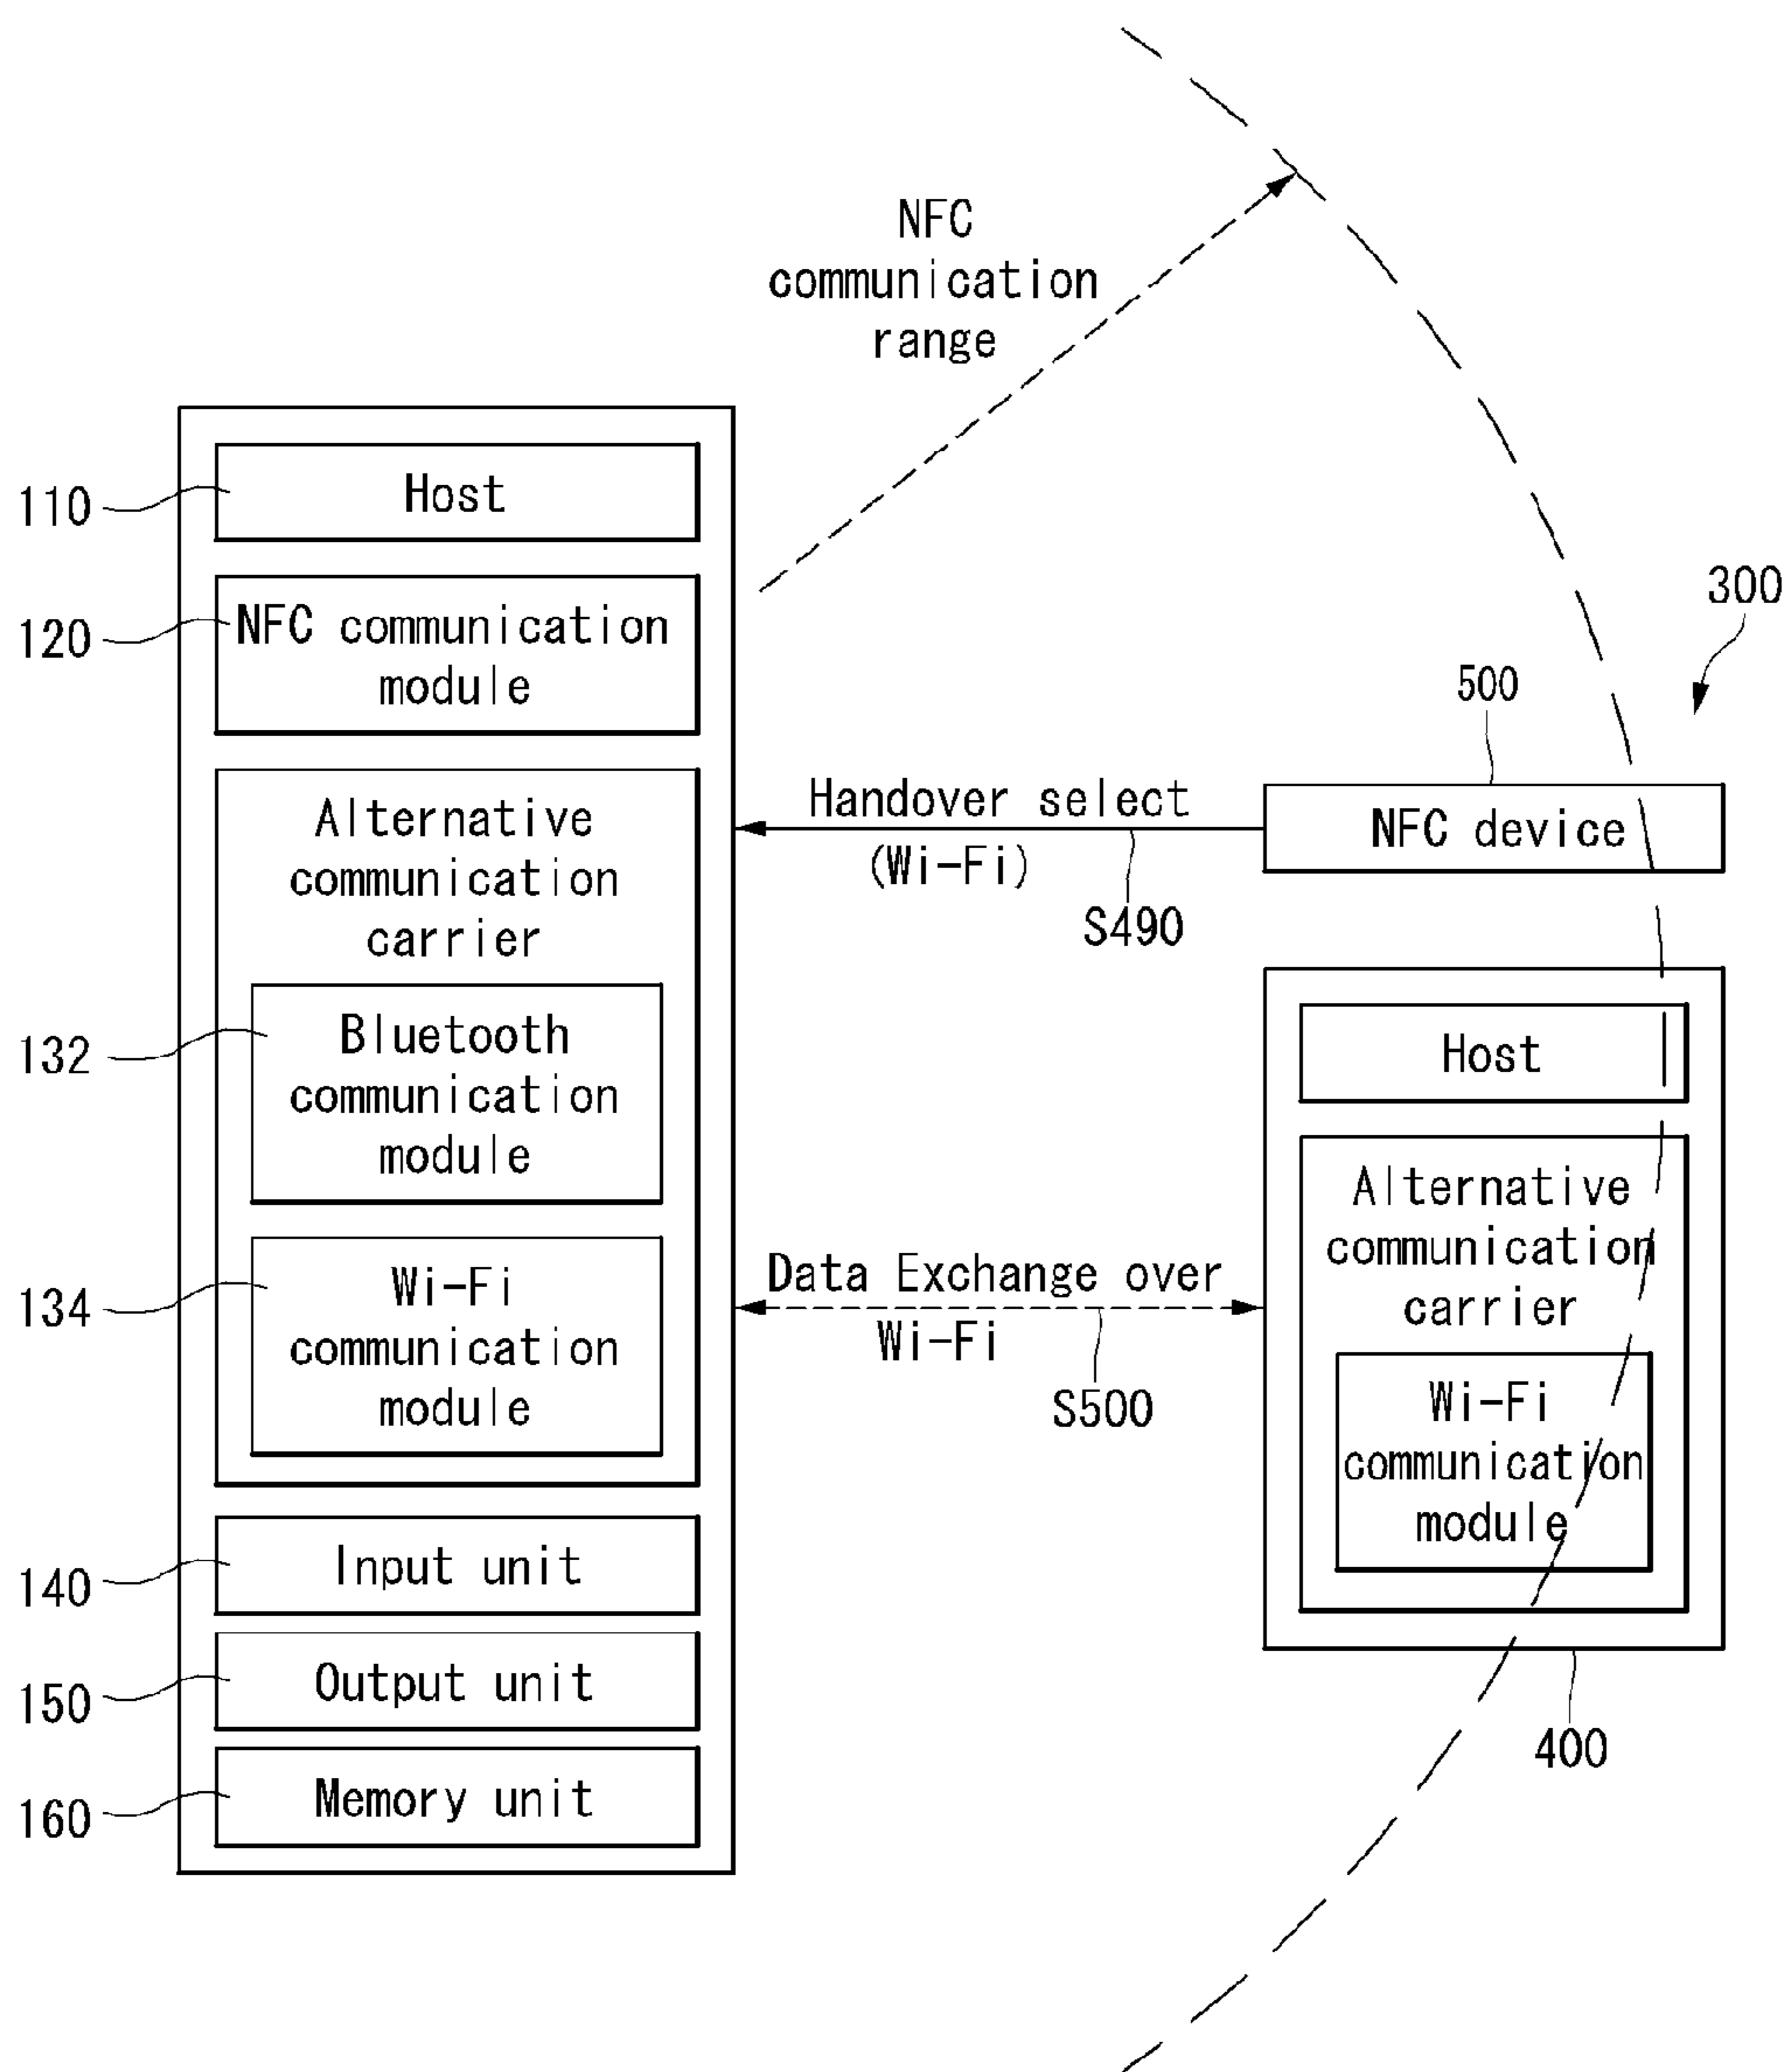 NFC
communication
range
110
Host
120
NFC communication
module
Alternative
communication
carrier
132
Bluetooth
communication
module
134
Wi-Fi
communication
module
140
Input unit
150
Output unit
160
Memory unit
Handover select
(Wi-Fi)
S490
Data Exchange over
Wi-Fi
S500
300
500
NFC device
Host
Alternative
communication
carrier
Wi-Fi
communication
module
400